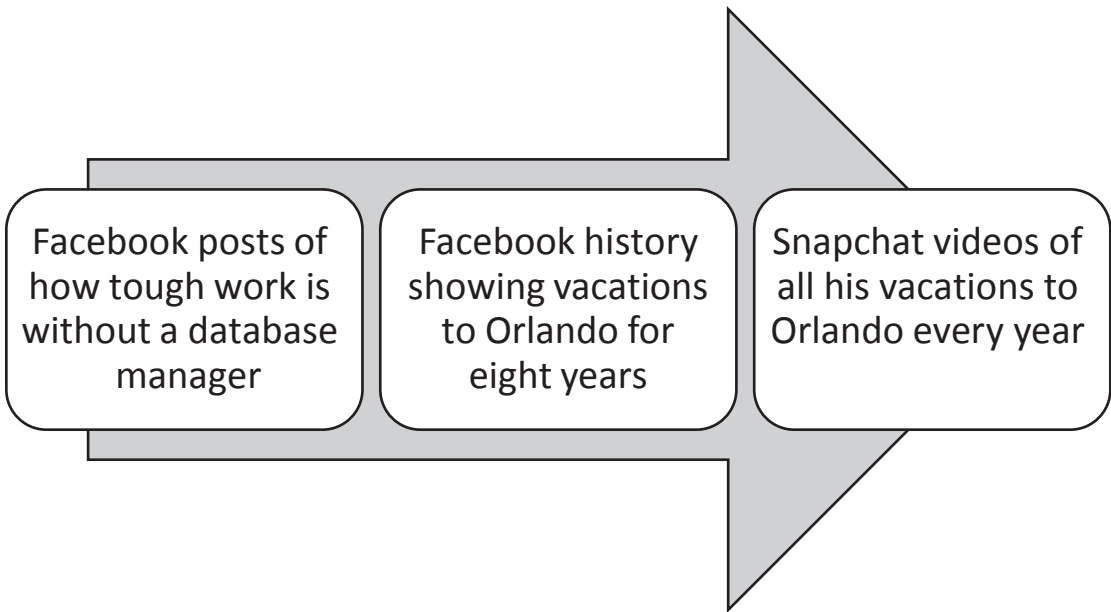 Facebook posts of
how tough work is
without a database
manager
Facebook history
showing vacations
to Orlando for
eight years
Snapchat videos of
all his vacations to
Orlando every year